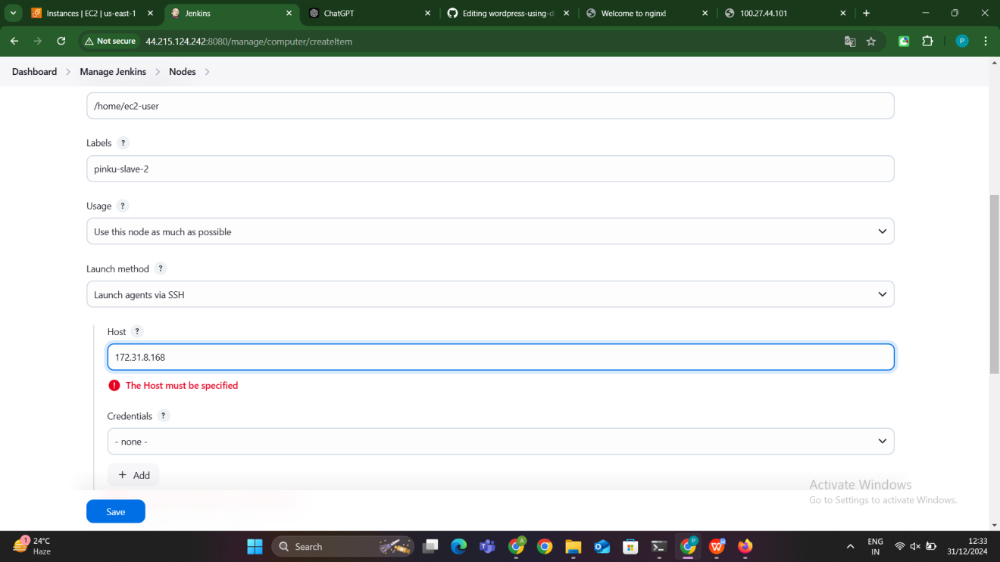 Instances | EC2 | us-east-1
Jenkins
ChatGPT
Editing wordpress-using-d
Welcome to nginx!
100.27.44.101
Not secure
44.215.124.242:8080/manage/computer/createItem
P
Dashboard
Manage Jenkins
Nodes
/home/ec2-user
Labels ?
pinku-slave-2
Usage ?
Use this node as much as possible
Launch method ?
Launch agents via SSH
Host ?
172.31.8.168
The Host must be specified
Credentials ?
- none -
+ Add
Activate Windows
Go to Settings to activate Windows.
Save
1
24°C
Haze
Search
ENG
IN
12:33
31/12/2024